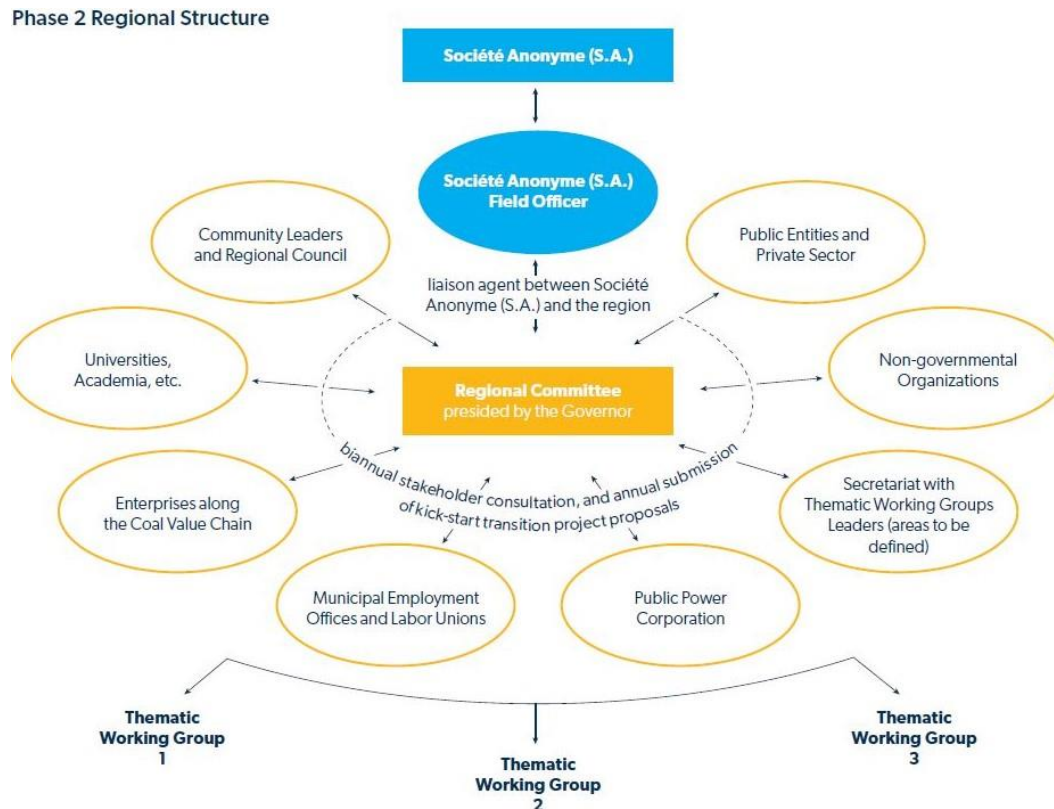 Phase 2 Regional Structure
Société Anonyme (S.A.)
Société Anonyme (S.A.)
Field Officer
Community Leaders
and Regional Council
Public Entities and
Private Sector
liaison agent between Société
Anonyme (S.A.) and the region
Universities,
Academia, etc.
Regional Committee
presided by the Governor
Non-governmental
Organizations
biannual stakeholder consultation, and annual submission
of kick-start transition project proposals
Enterprises along
the Coal Value Chain
Secretariat with
Thematic Working Groups
Leaders (areas to be
defined)
Municipal Employment
Offices and Labor Unions
Public Power
Corporation
Thematic
Working Group
1
Thematic
Working Group
2
Thematic
Working Group
3